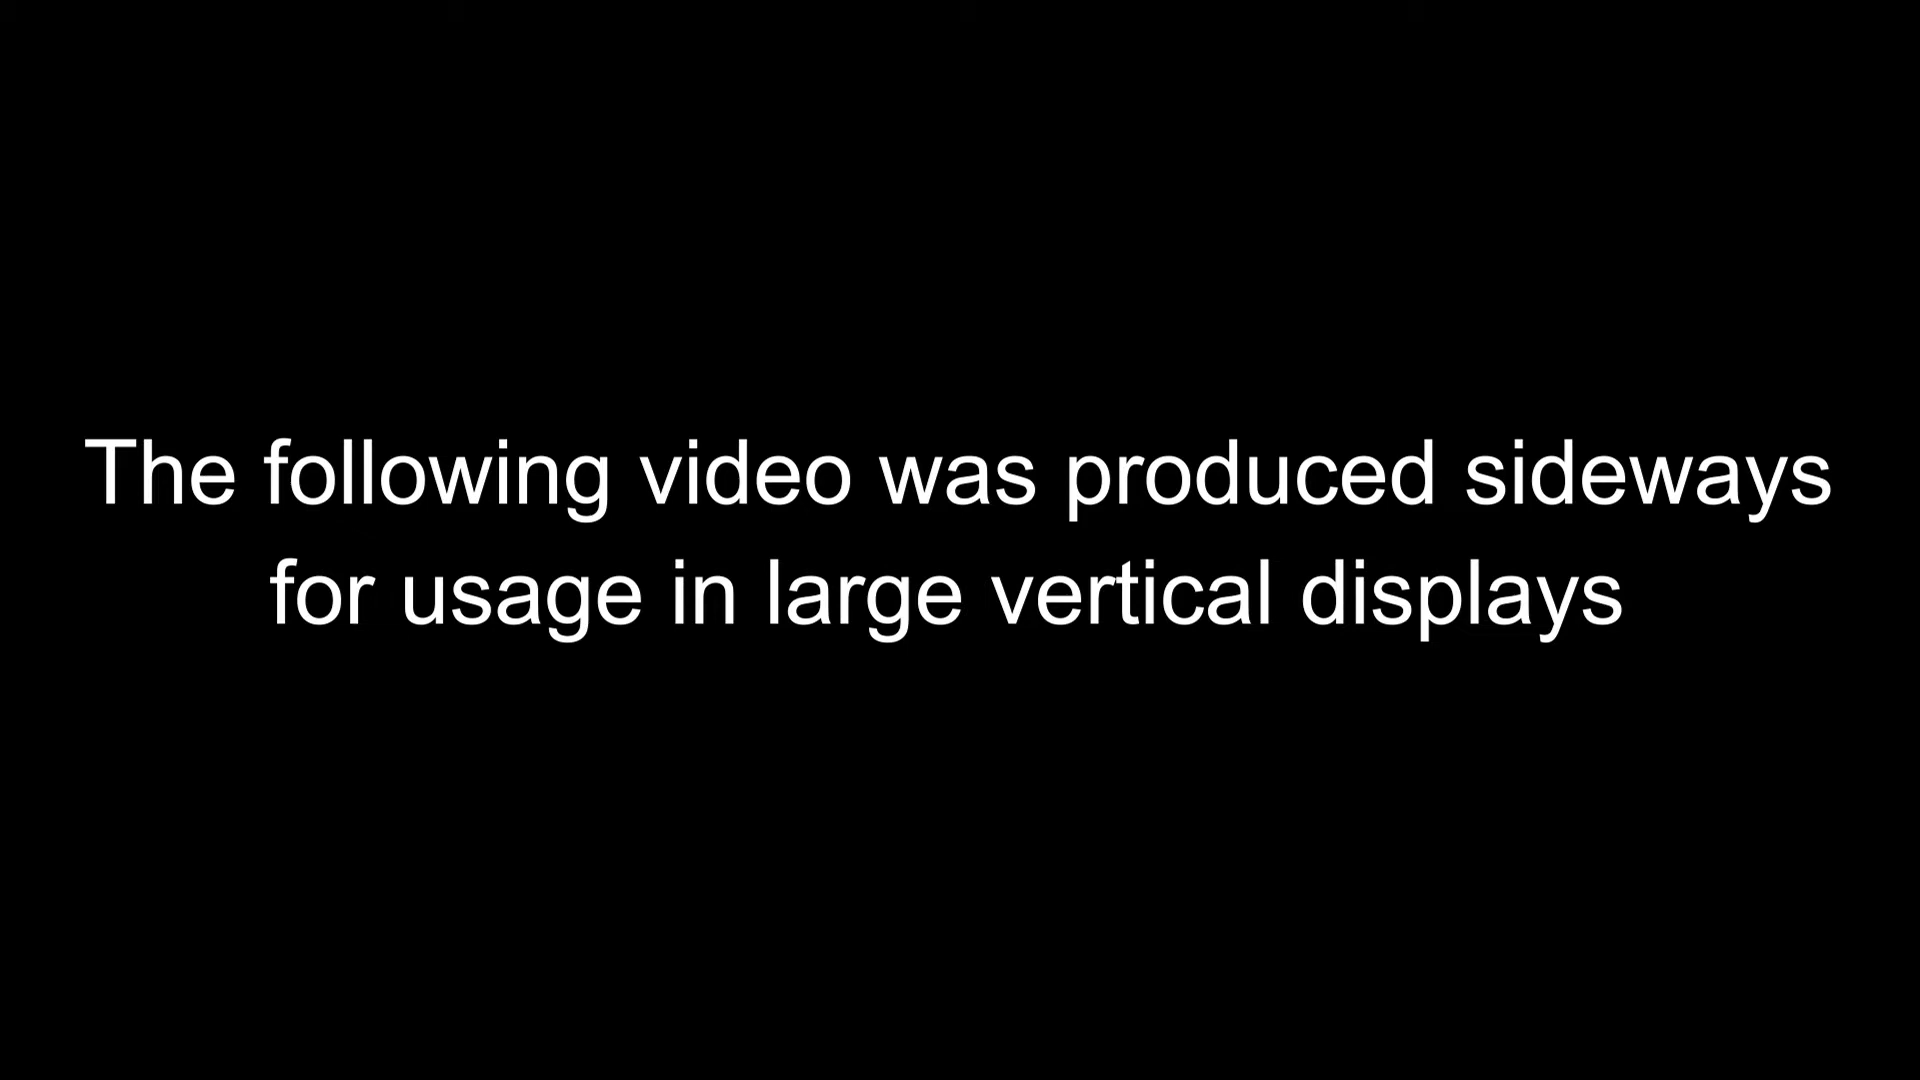 The following video was produced sideways
for usage in large vertical displays